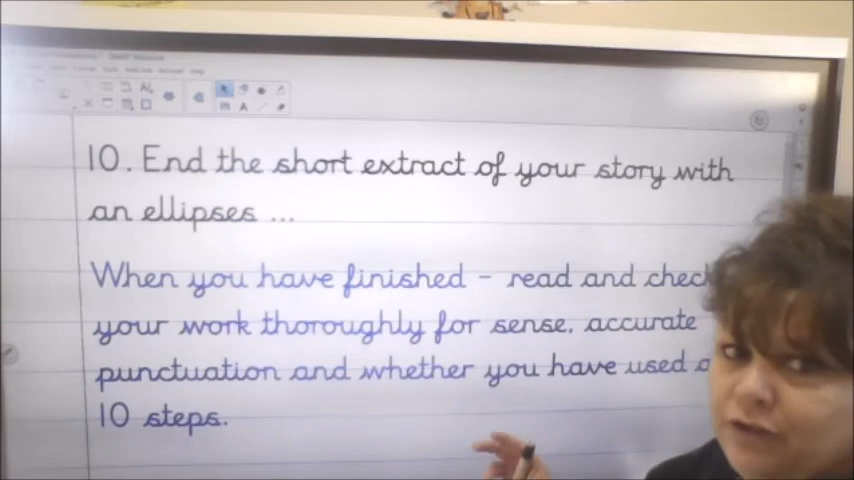 10. End the short extract of your story with
an ellipses ...
When you have finished - read and check
your work thoroughly for sense, accurate
punctuation and whether you have used
10 steps.